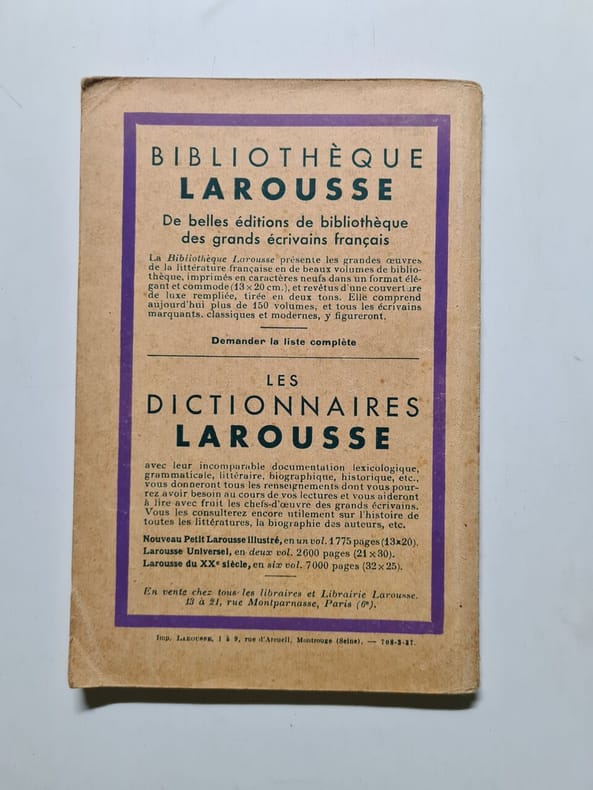 BIBLIOTHÈQUE
LAROUSSE
De belles éditions de bibliothèque
des grands écrivains français
La Bibliothèque Larousse présente les grandes œuvres
de la littérature française en de beaux volumes de biblio-
thèque, imprimés en caractères neufs dans un format élé-
gant et commode (13 × 20 cm.), et revêtus d'une couverture
de luxe rempliée, tirée en deux tons. Elle comprend
aujourd'hui plus de 150 volumes, et tous les écrivains
marquants, classiques et modernes, y figureront.
Demander la liste complète
LES
DICTIONNAIRES
LAROUSSE
avec leur incomparable documentation lexicologique,
grammaticale, littéraire, biographique, historique, etc.,
vous donneront tous les renseignements dont vous pour-
rez avoir besoin au cours de vos lectures et vous aideront
à lire avec fruit les chefs-d'œuvre des grands écrivains.
Vous les consulterez encore utilement sur l'histoire de
toutes les littératures, la biographie des auteurs, etc.
Nouveau Petit Larousse Illustré, en un vol. 1775 pages (13×20).
Larousse Universel, en deux vol. 2600 pages (21 × 30).
Larousse du XXe siècle, en six vol. 7000 pages (32 × 25).
En vente chez tous les libraires et Librairie Larousse.
13 à 21, rue Montparnasse, Paris (6e).
Imp. LAROUSSE, 1 à 9, rue d'Arcueil, Montrouge (Seine). — 708-3-37.